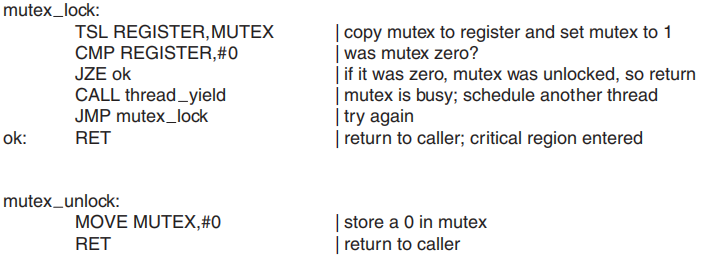 mutex_lock:
TSL REGISTER,MUTEX | copy mutex to register and set mutex to 1
CMP REGISTER,#0 | was mutex zero?
JZE ok | if it was zero, mutex was unlocked, so return
CALL thread_yield | mutex is busy; schedule another thread
JMP mutex_lock | try again
ok: RET | return to caller; critical region entered
mutex_unlock:
MOVE MUTEX,#0 | store a 0 in mutex
RET | return to caller